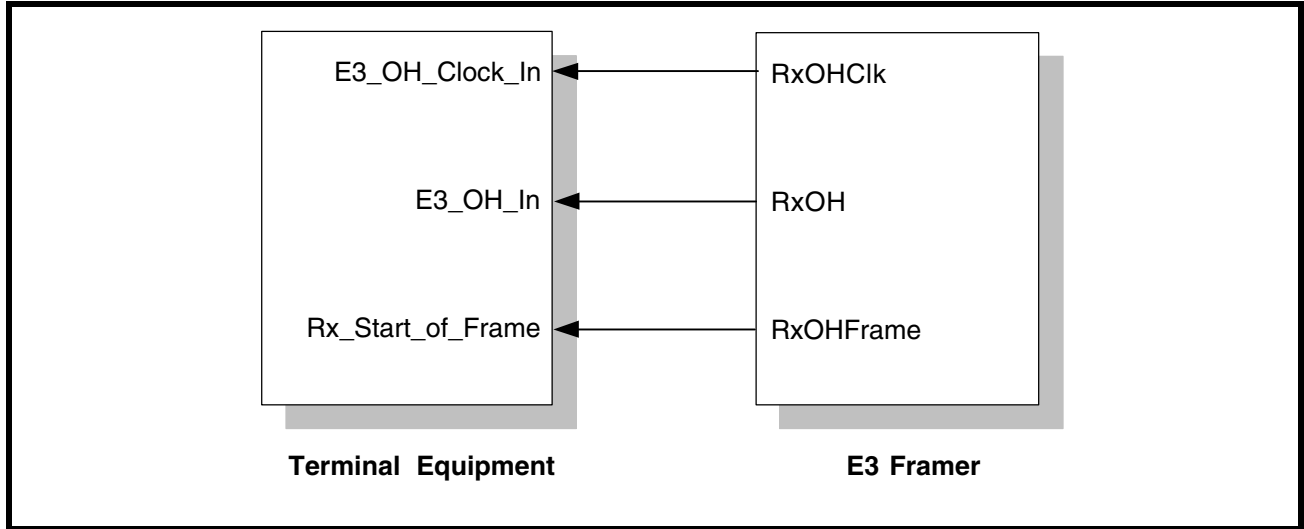 E3_OH_Clock_In
RxOHClk
E3_OH_In
RxOH
Rx_Start_of_Frame
RxOHFrame
Terminal Equipment
E3 Framer